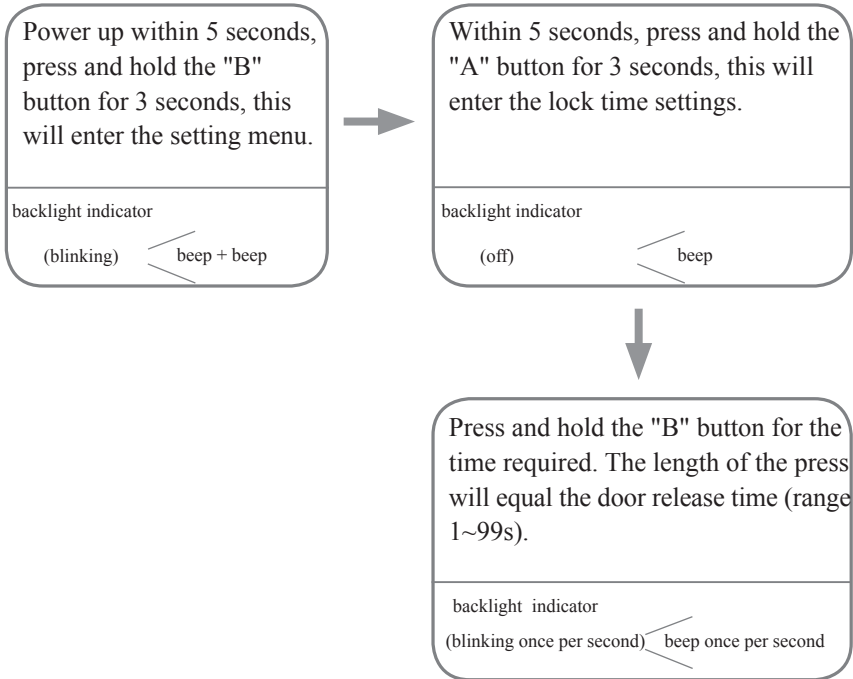 Power up within 5 seconds,
press and hold the "B"
button for 3 seconds, this
will enter the setting menu.
backlight indicator
(blinking) beep + beep
Within 5 seconds, press and hold the
"A" button for 3 seconds, this will
enter the lock time settings.
backlight indicator
(off) beep
Press and hold the "B" button for the
time required. The length of the press
will equal the door release time (range
1~99s).
backlight indicator
(blinking once per second) beep once per second